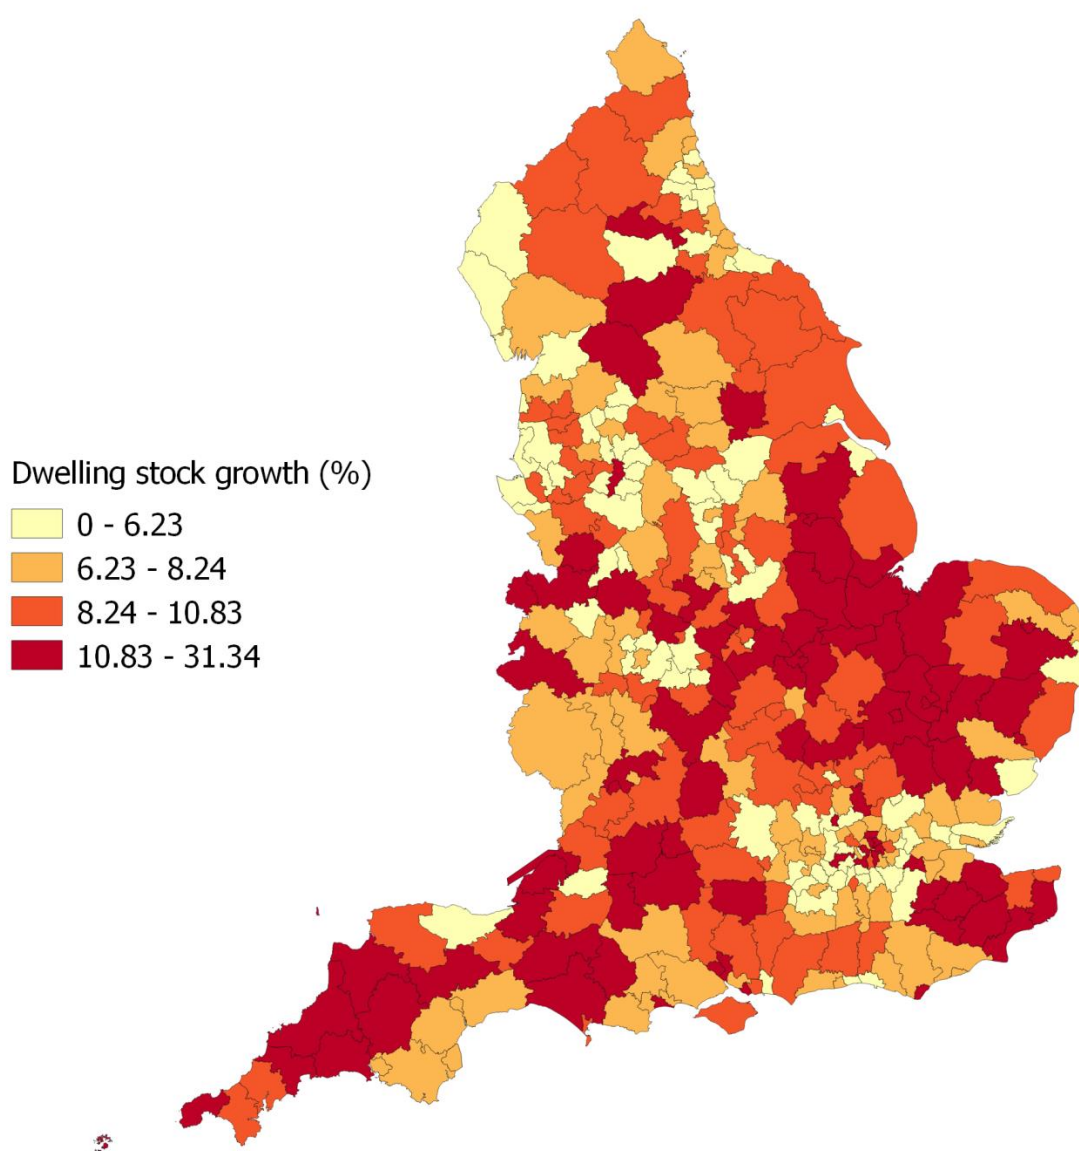 Dwelling stock growth (%)
0 - 6.23
6.23 - 8.24
8.24 - 10.83
10.83 - 31.34